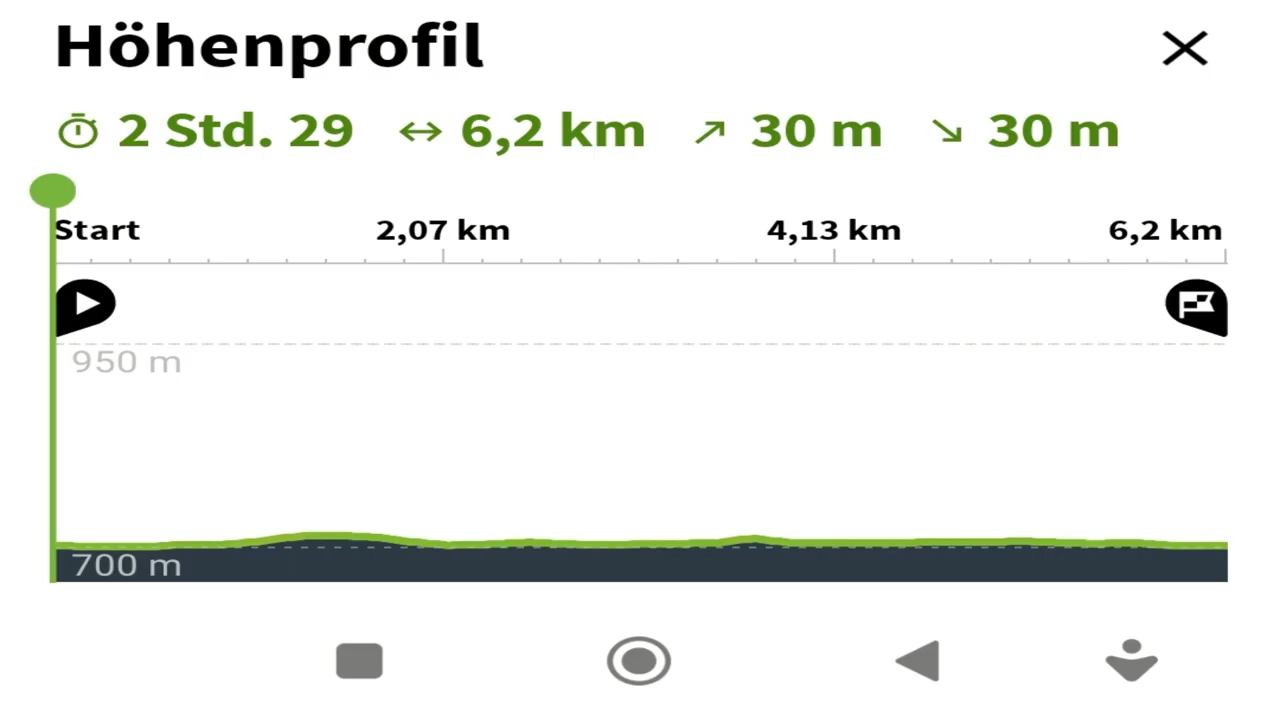 Höhenprofil
2 Std. 29 6,2 km 30 m 30 m
Start 2,07 km 4,13 km 6,2 km
950 m
700 m